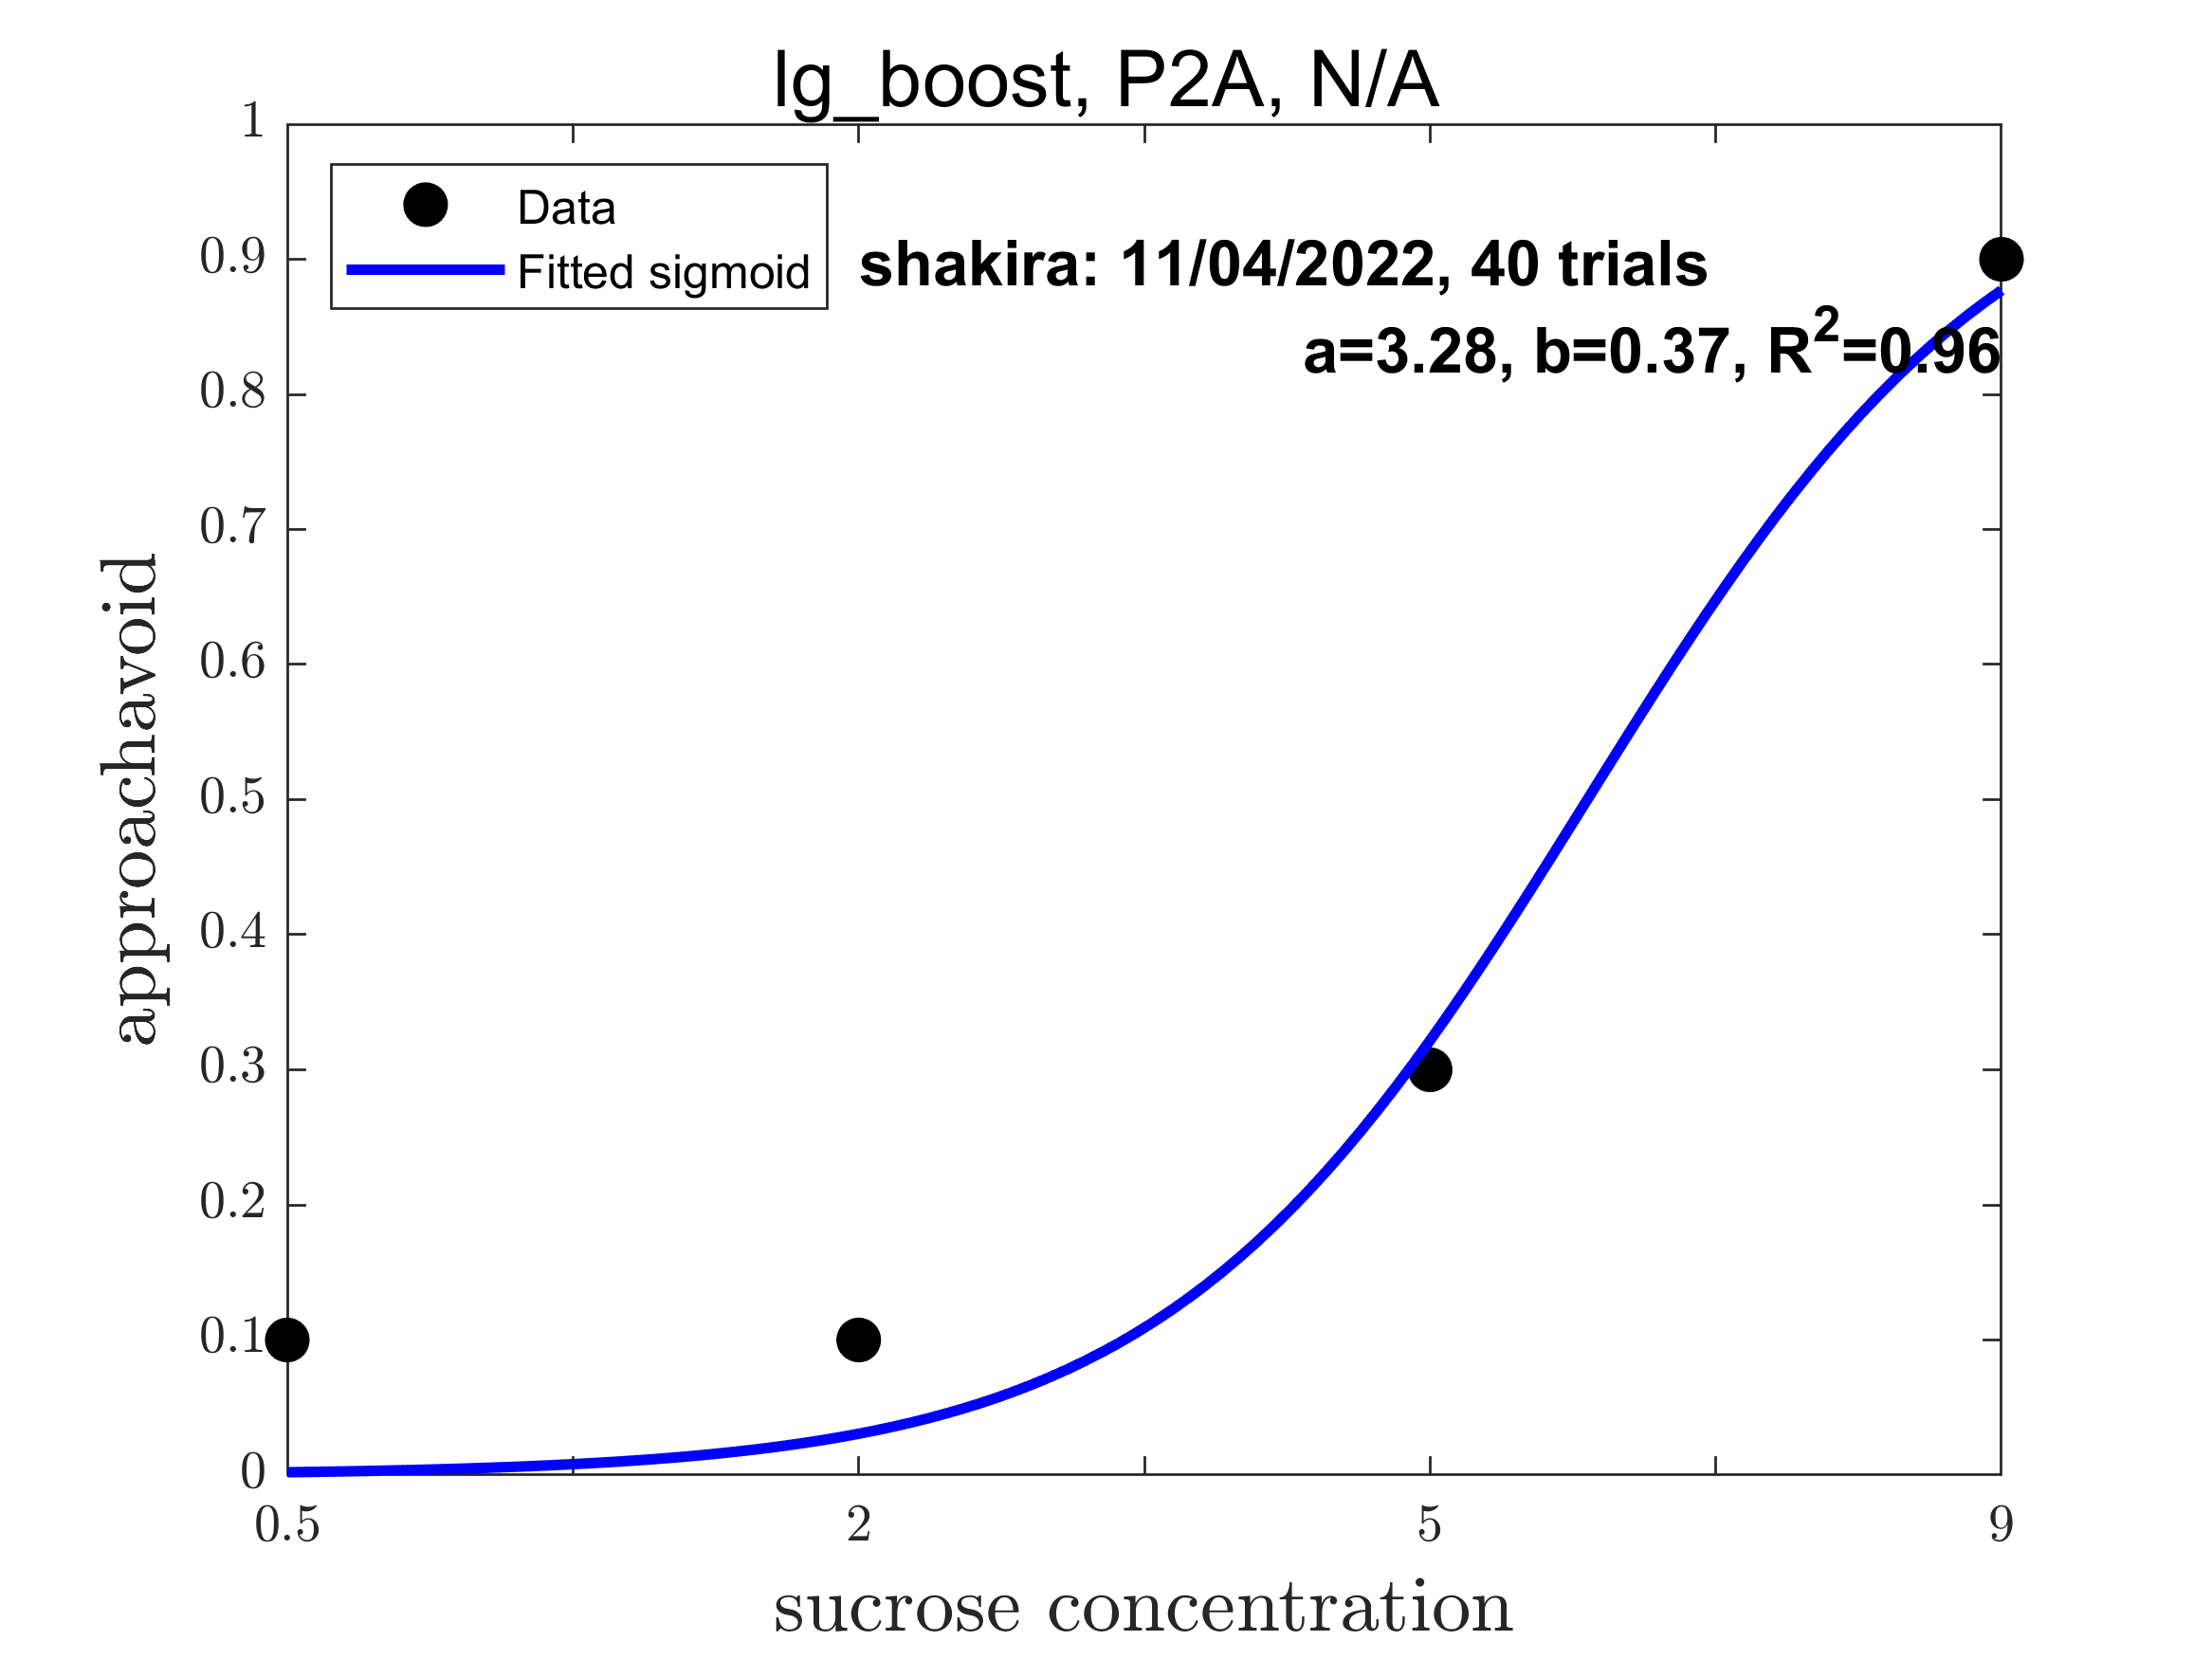 lg_boost, P2A, N/A
Data
Fitted sigmoid
shakira: 11/04/2022, 40 trials
a=3.28, b=0.37, R²=0.96
1
0.9
0.8
0.7
0.6
0.5
0.4
0.3
0.2
0.1
0
approachavoid
0.5 2 5 9
sucrose concentration